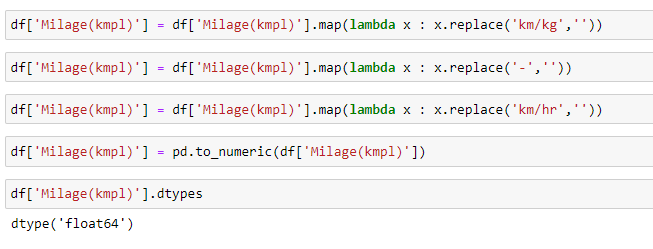 df['Milage(kmpl)'] = df['Milage(kmpl)'].map(lambda x : x.replace('km/kg',''))
df['Milage(kmpl)'] = df['Milage(kmpl)'].map(lambda x : x.replace('-',''))
df['Milage(kmpl)'] = df['Milage(kmpl)'].map(lambda x : x.replace('km/hr',''))
df['Milage(kmpl)'] = pd.to_numeric(df['Milage(kmpl)'])
df['Milage(kmpl)'].dtypes
dtype('float64')